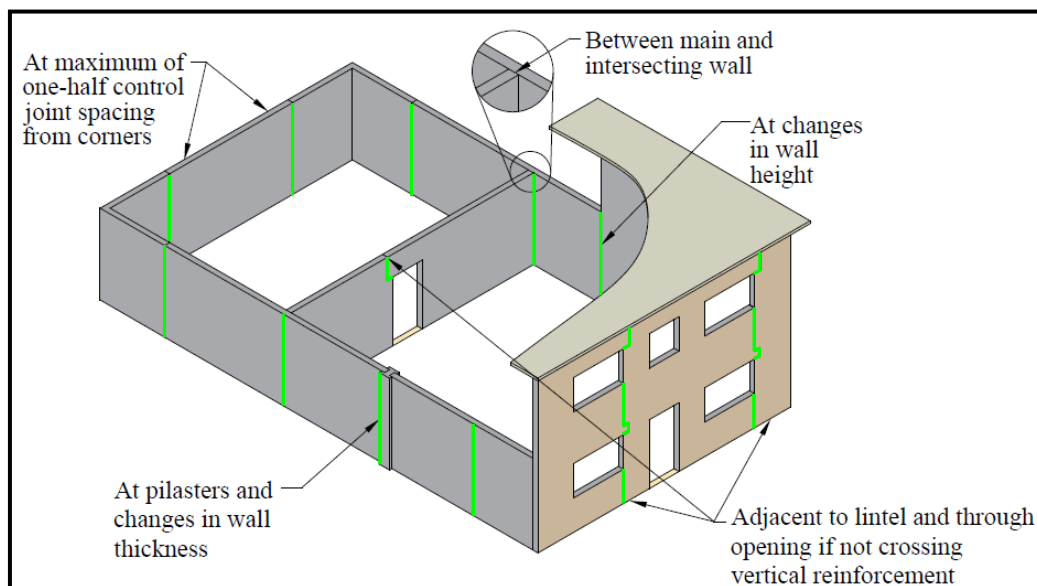 At maximum of
one-half control
joint spacing
from corners
Between main and
intersecting wall
At changes
in wall
height
At pilasters and
changes in wall
thickness
Adjacent to lintel and through
opening if not crossing
vertical reinforcement